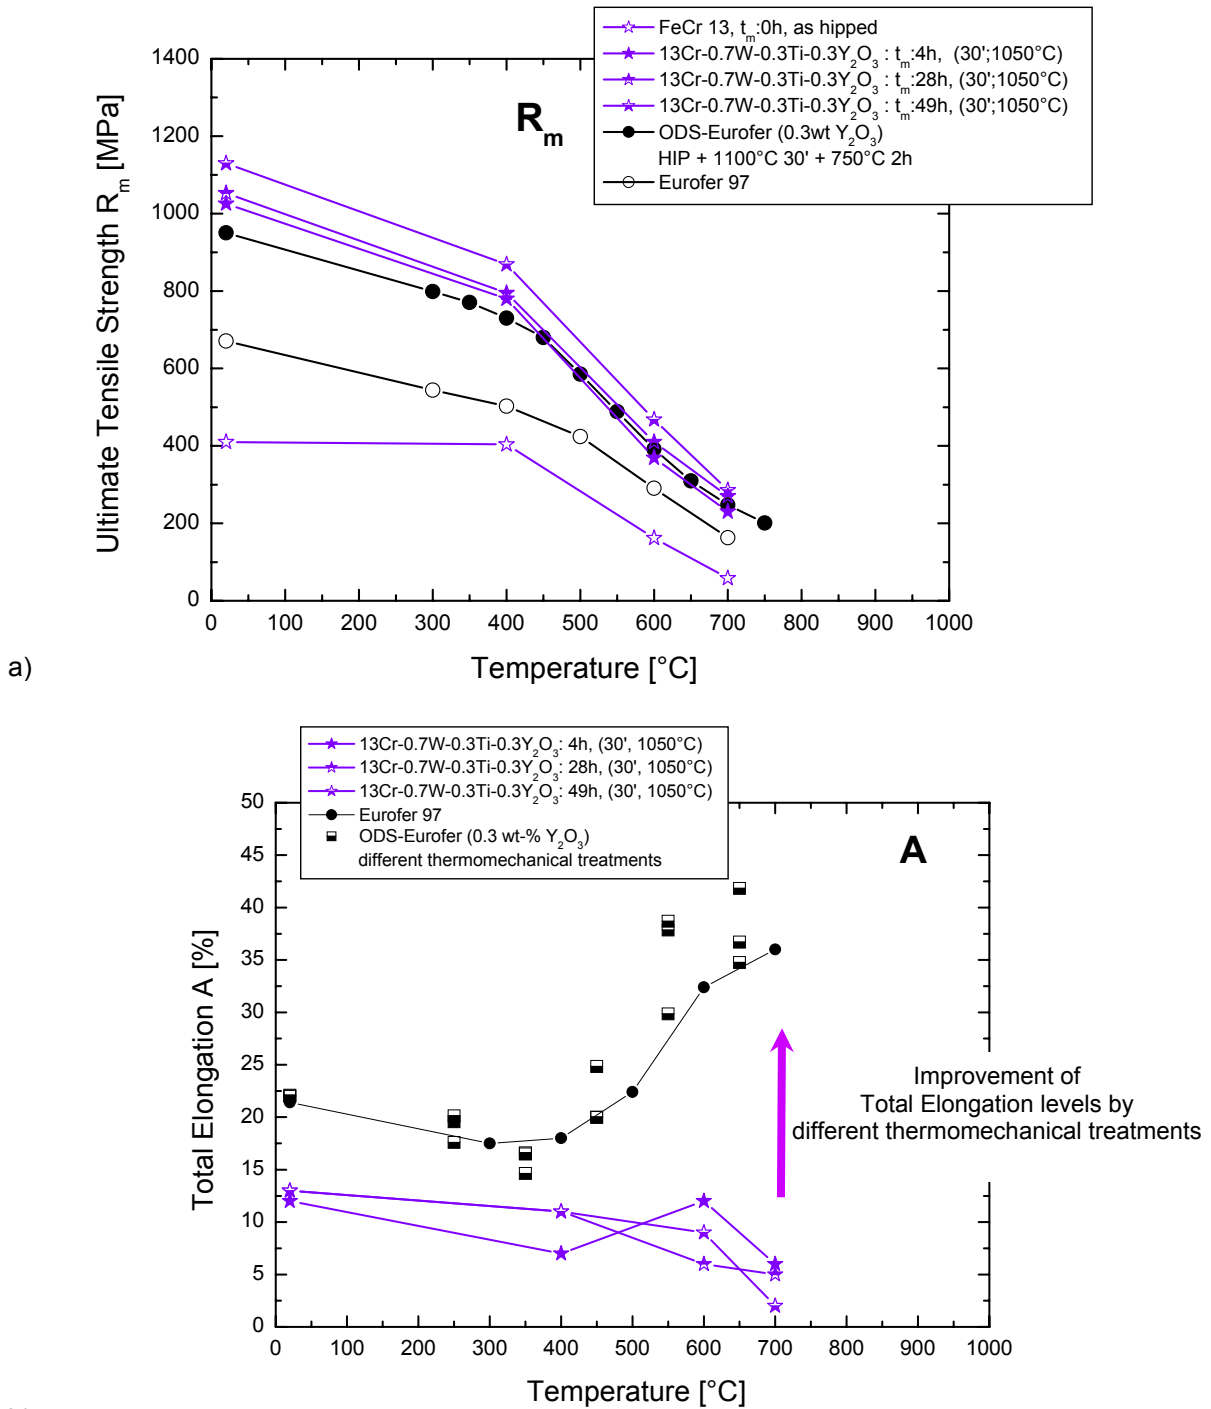 FeCr 13, tₘ:0h, as hipped
13Cr-0.7W-0.3Ti-0.3Y₂O₃ : tₘ:4h, (30';1050°C)
13Cr-0.7W-0.3Ti-0.3Y₂O₃ : tₘ:28h, (30';1050°C)
13Cr-0.7W-0.3Ti-0.3Y₂O₃ : tₘ:49h, (30';1050°C)
ODS-Eurofer (0.3wt Y₂O₃)
HIP + 1100°C 30' + 750°C 2h
Eurofer 97
Rₘ
Ultimate Tensile Strength Rₘ [MPa]
1400
1200
1000
800
600
400
200
0
0 100 200 300 400 500 600 700 800 900 1000
Temperature [°C]
a)
13Cr-0.7W-0.3Ti-0.3Y₂O₃: 4h, (30', 1050°C)
13Cr-0.7W-0.3Ti-0.3Y₂O₃: 28h, (30', 1050°C)
13Cr-0.7W-0.3Ti-0.3Y₂O₃: 49h, (30', 1050°C)
Eurofer 97
ODS-Eurofer (0.3 wt-% Y₂O₃)
different thermomechanical treatments
A
Total Elongation A [%]
50
45
40
35
30
25
20
15
10
5
0
Improvement of
Total Elongation levels by
different thermomechanical treatments
0 100 200 300 400 500 600 700 800 900 1000
Temperature [°C]